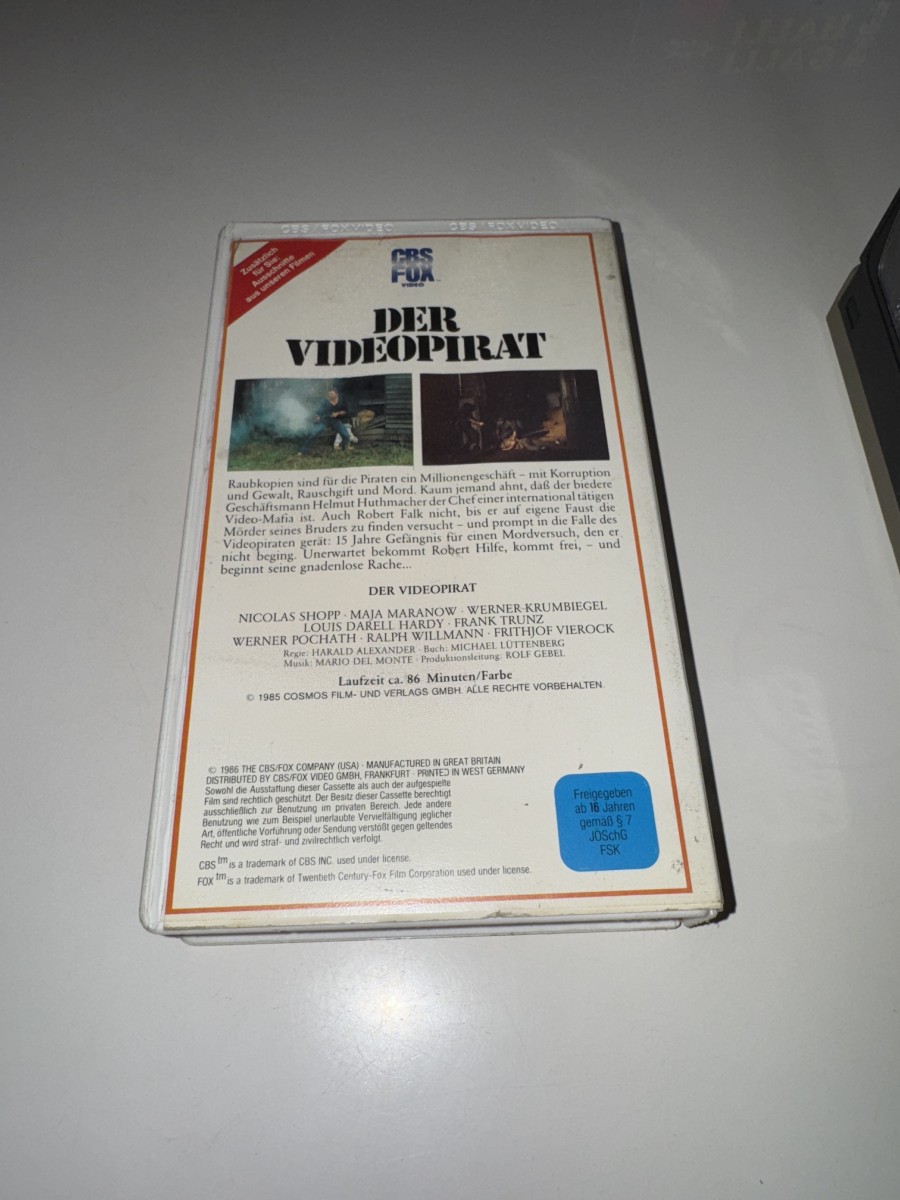 CBS/FOXVIDEO CBS/FOXVIDEO
Zusätzlich
für Sie:
Ausschnitte
aus unseren Filmen
CBS
FOX
VIDEO
DER
VIDEOPIRAT
Raubkopien sind für die Piraten ein Millionengeschäft – mit Korruption
und Gewalt, Rauschgift und Mord. Kaum jemand ahnt, daß der biedere
Geschäftsmann Helmut Huthmacher der Chef einer international tätigen
Video-Mafia ist. Auch Robert Falk nicht, bis er auf eigene Faust die
Mörder seines Bruders zu finden versucht – und prompt in die Falle des
Videopiraten gerät: 15 Jahre Gefängnis für einen Mordversuch, den er
nicht beging. Unerwartet bekommt Robert Hilfe, kommt frei, – und
beginnt seine gnadenlose Rache...
DER VIDEOPIRAT
NICOLAS SHOPP · MAJA MARANOW · WERNER-KRUMBIEGEL
LOUIS DARELL HARDY · FRANK TRUNZ
WERNER POCHATH · RALPH WILLMANN · FRITHJOF VIEROCK
Regie: HARALD ALEXANDER · Buch: MICHAEL LÜTTENBERG
Musik: MARIO DEL MONTE · Produktionsleitung: ROLF GEBEL
Laufzeit ca. 86 Minuten/Farbe
© 1985 COSMOS FILM- UND VERLAGS GMBH. ALLE RECHTE VORBEHALTEN.
© 1986 THE CBS/FOX COMPANY (USA) · MANUFACTURED IN GREAT BRITAIN
DISTRIBUTED BY CBS/FOX VIDEO GMBH, FRANKFURT · PRINTED IN WEST GERMANY
Sowohl die Ausstattung dieser Cassette als auch der aufgespielte
Film sind rechtlich geschützt. Der Besitz dieser Cassette berechtigt
ausschließlich zur Benutzung im privaten Bereich. Jede andere
Benutzung wie zum Beispiel unerlaubte Vervielfältigung jeglicher
Art, öffentliche Vorführung oder Sendung verstößt gegen geltendes
Recht und wird straf- und zivilrechtlich verfolgt.
CBS tm is a trademark of CBS INC. used under license.
FOX tm is a trademark of Twentieth Century-Fox Film Corporation used under license.
Freigegeben
ab 16 Jahren
gemäß § 7
JÖSchG
FSK